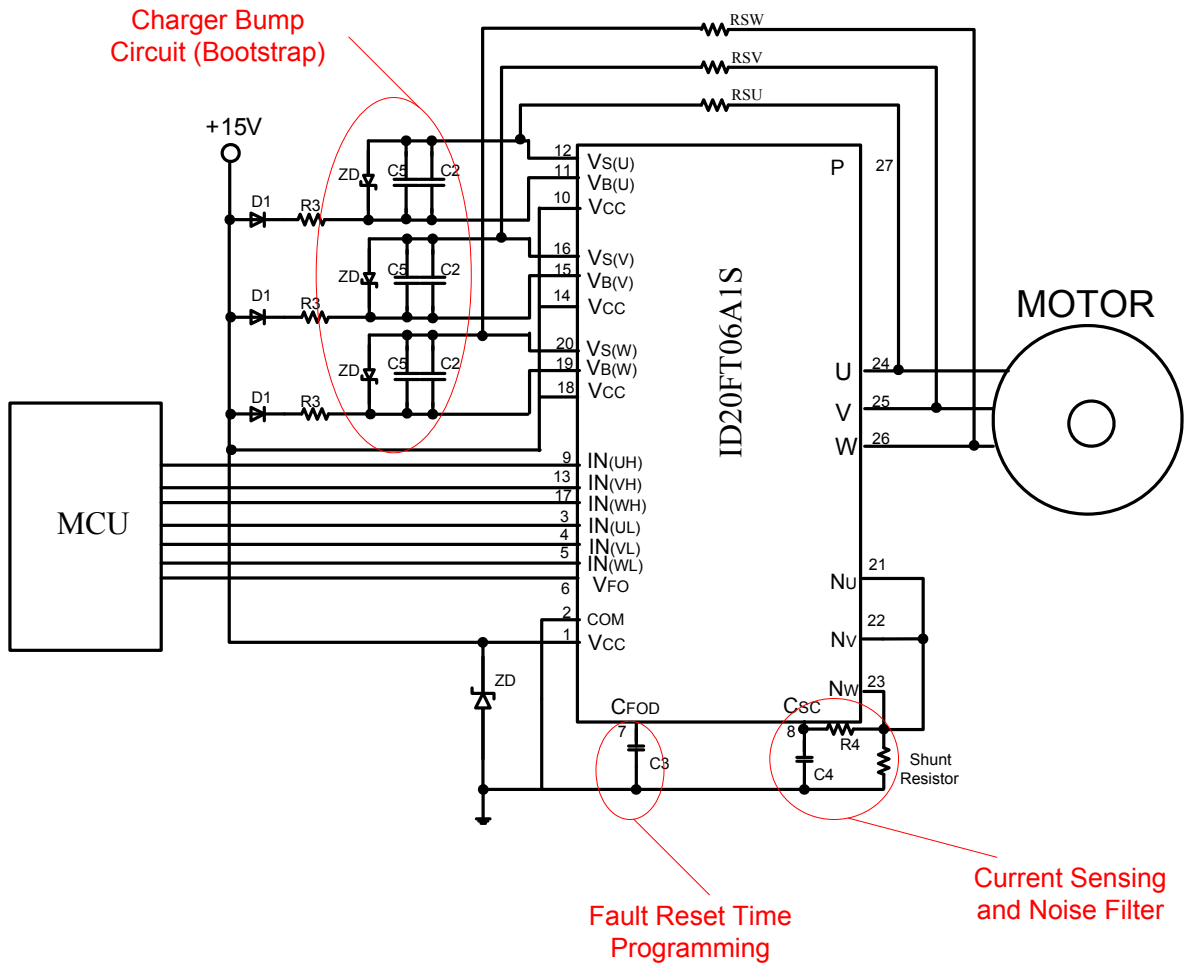 Charger Bump
Circuit (Bootstrap)
RSW
RSV
RSU
+15V
ZD
C5
C2
D1
R3
12
VS(U)
11
VB(U)
10
VCC
P
27
ZD
C5
C2
D1
R3
16
VS(V)
15
VB(V)
14
VCC
ZD
C5
C2
D1
R3
20
VS(W)
19
VB(W)
18
VCC
ID20FT06A1S
MOTOR
U
24
V
25
W
26
MCU
9
IN(UH)
13
IN(VH)
17
IN(WH)
3
IN(UL)
4
IN(VL)
5
IN(WL)
6
VFO
2
COM
1
VCC
NU
21
NV
22
NW
23
ZD
CFOD
7
C3
CSC
8
R4
C4
Shunt
Resistor
Fault Reset Time
Programming
Current Sensing
and Noise Filter